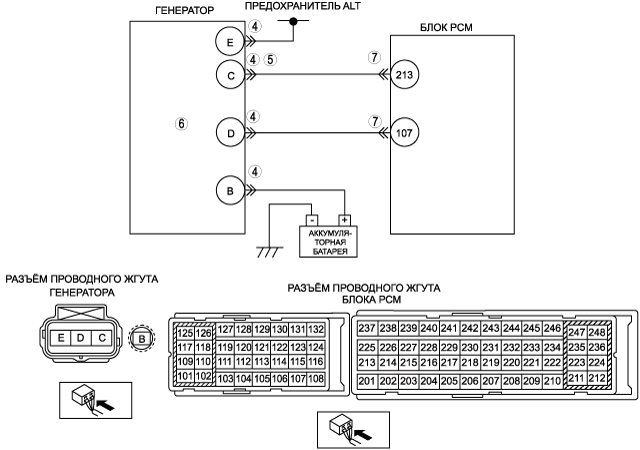 ГЕНЕРАТОР
ПРЕДОХРАНИТЕЛЬ ALT
БЛОК PCM
E 4
C 4 5 7 213
6
D 4 7 107
B 4
- +
АККУМУЛЯ-
ТОРНАЯ
БАТАРЕЯ
РАЗЪЁМ ПРОВОДНОГО ЖГУТА
ГЕНЕРАТОРА
E D C B
РАЗЪЁМ ПРОВОДНОГО ЖГУТА
БЛОКА PCM
125 126 127 128 129 130 131 132
117 118 119 120 121 122 123 124
109 110 111 112 113 114 115 116
101 102 103 104 105 106 107 108
237 238 239 240 241 242 243 244 245 246 247 248
225 226 227 228 229 230 231 232 233 234 235 236
213 214 215 216 217 218 219 220 221 222 223 224
201 202 203 204 205 206 207 208 209 210 211 212